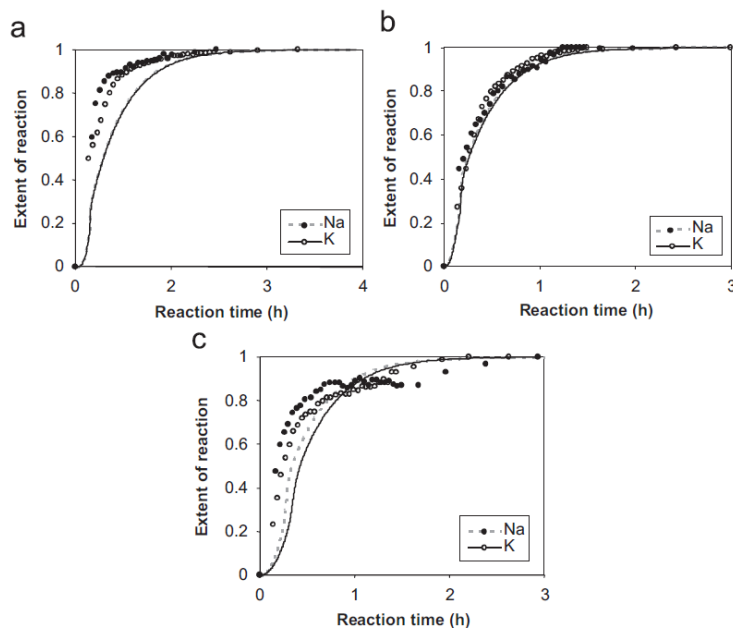 a
Extent of reaction
1
0.8
0.6
0.4
0.2
0
Na
K
0 1 2 3 4
Reaction time (h)
b
Extent of reaction
1
0.8
0.6
0.4
0.2
0
Na
K
0 1 2 3
Reaction time (h)
c
Extent of reaction
1
0.8
0.6
0.4
0.2
0
Na
K
0 1 2 3
Reaction time (h)